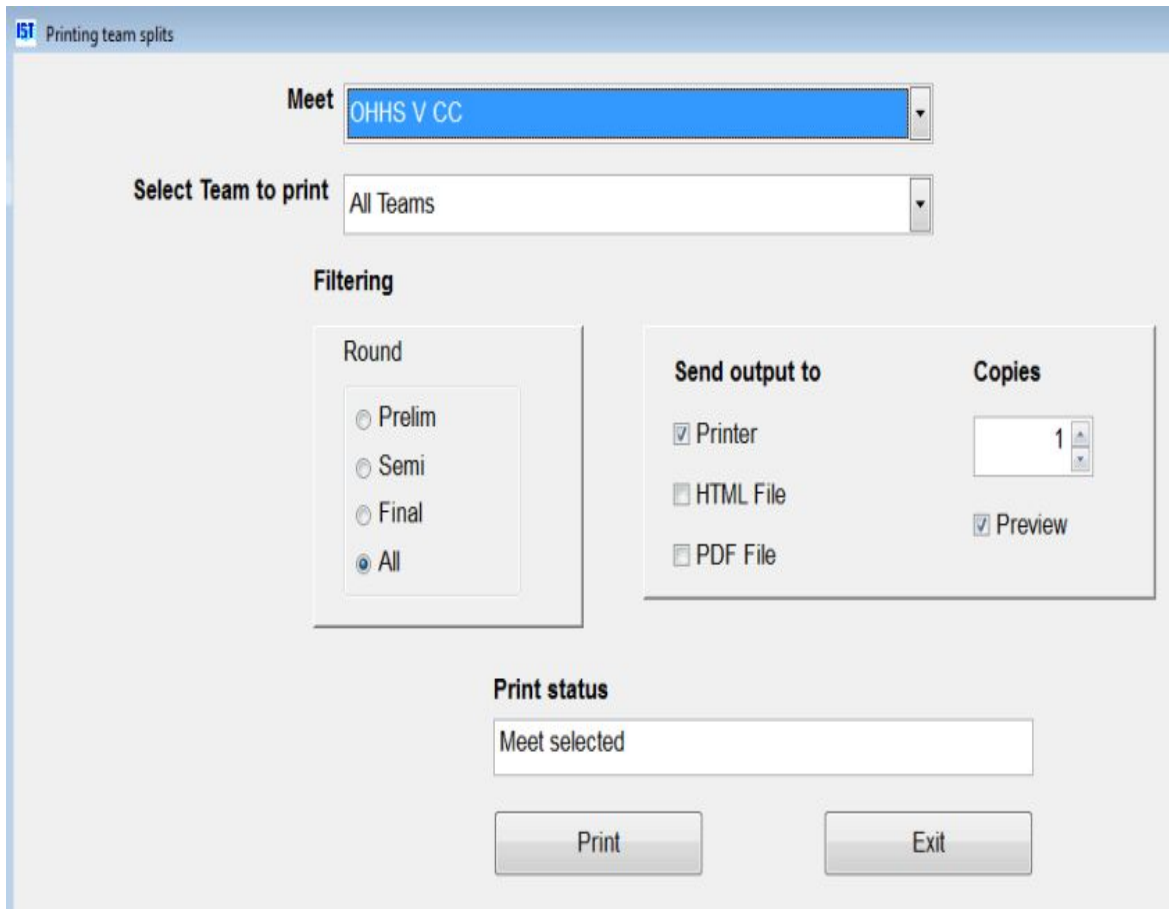 IST Printing team splits
Meet OHHS V CC
Select Team to print All Teams
Filtering
Round
Prelim
Semi
Final
All
Send output to
Printer
HTML File
PDF File
Copies
1
Preview
Print status
Meet selected
Print Exit